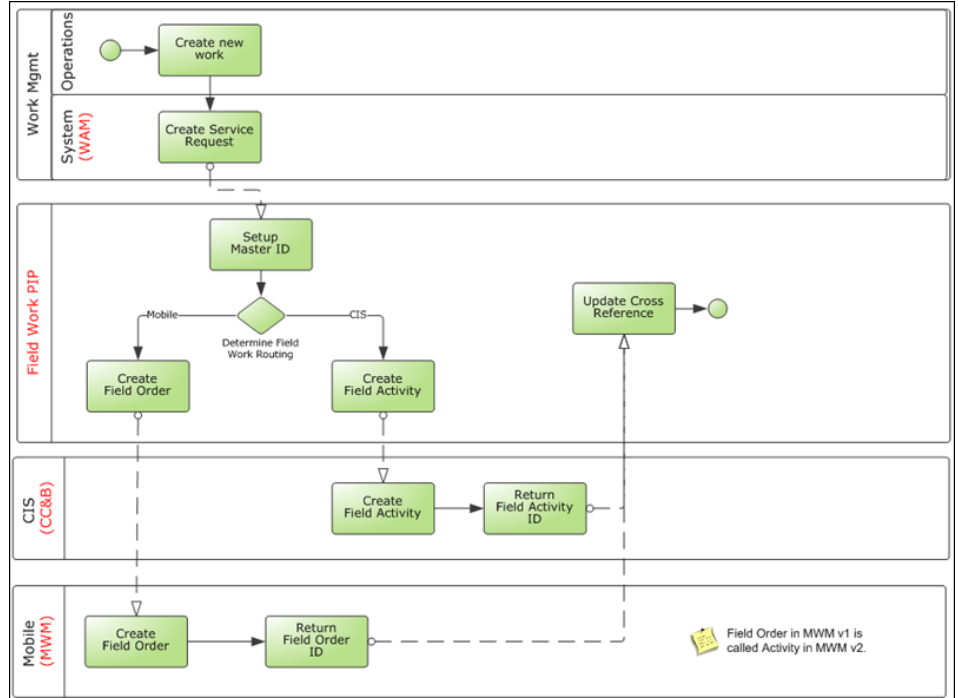 Work Mgmt
Operations
Create new
work
System
(WAM)
Create Service
Request
Field Work PIP
Setup
Master ID
Mobile
CIS
Determine Field
Work Routing
Update Cross
Reference
Create
Field Order
Create
Field Activity
CIS
(CC&B)
Create
Field Activity
Return
Field Activity
ID
Mobile
(MWM)
Create
Field Order
Return
Field Order
ID
Field Order in MWM v1 is
called Activity in MWM v2.